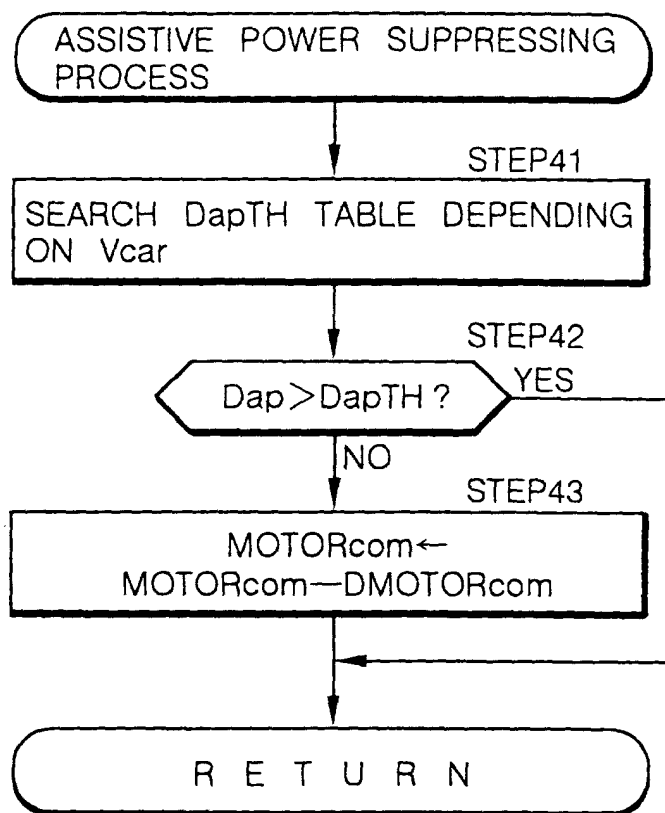 ASSISTIVE POWER SUPPRESSING
PROCESS
STEP41
SEARCH DapTH TABLE DEPENDING
ON Vcar
STEP42
Dap>DapTH?
YES
NO
STEP43
MOTORcom←
MOTORcom—DMOTORcom
RETURN